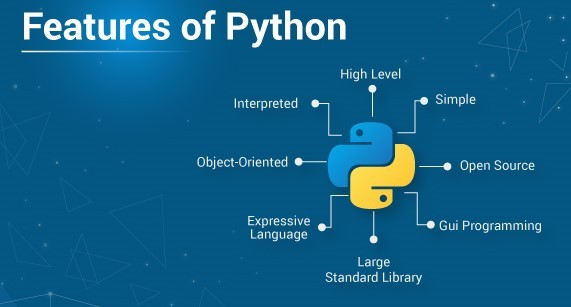 Features of Python
High Level
Interpreted
Simple
Object-Oriented
Open Source
Expressive
Language
Gui Programming
Large
Standard Library